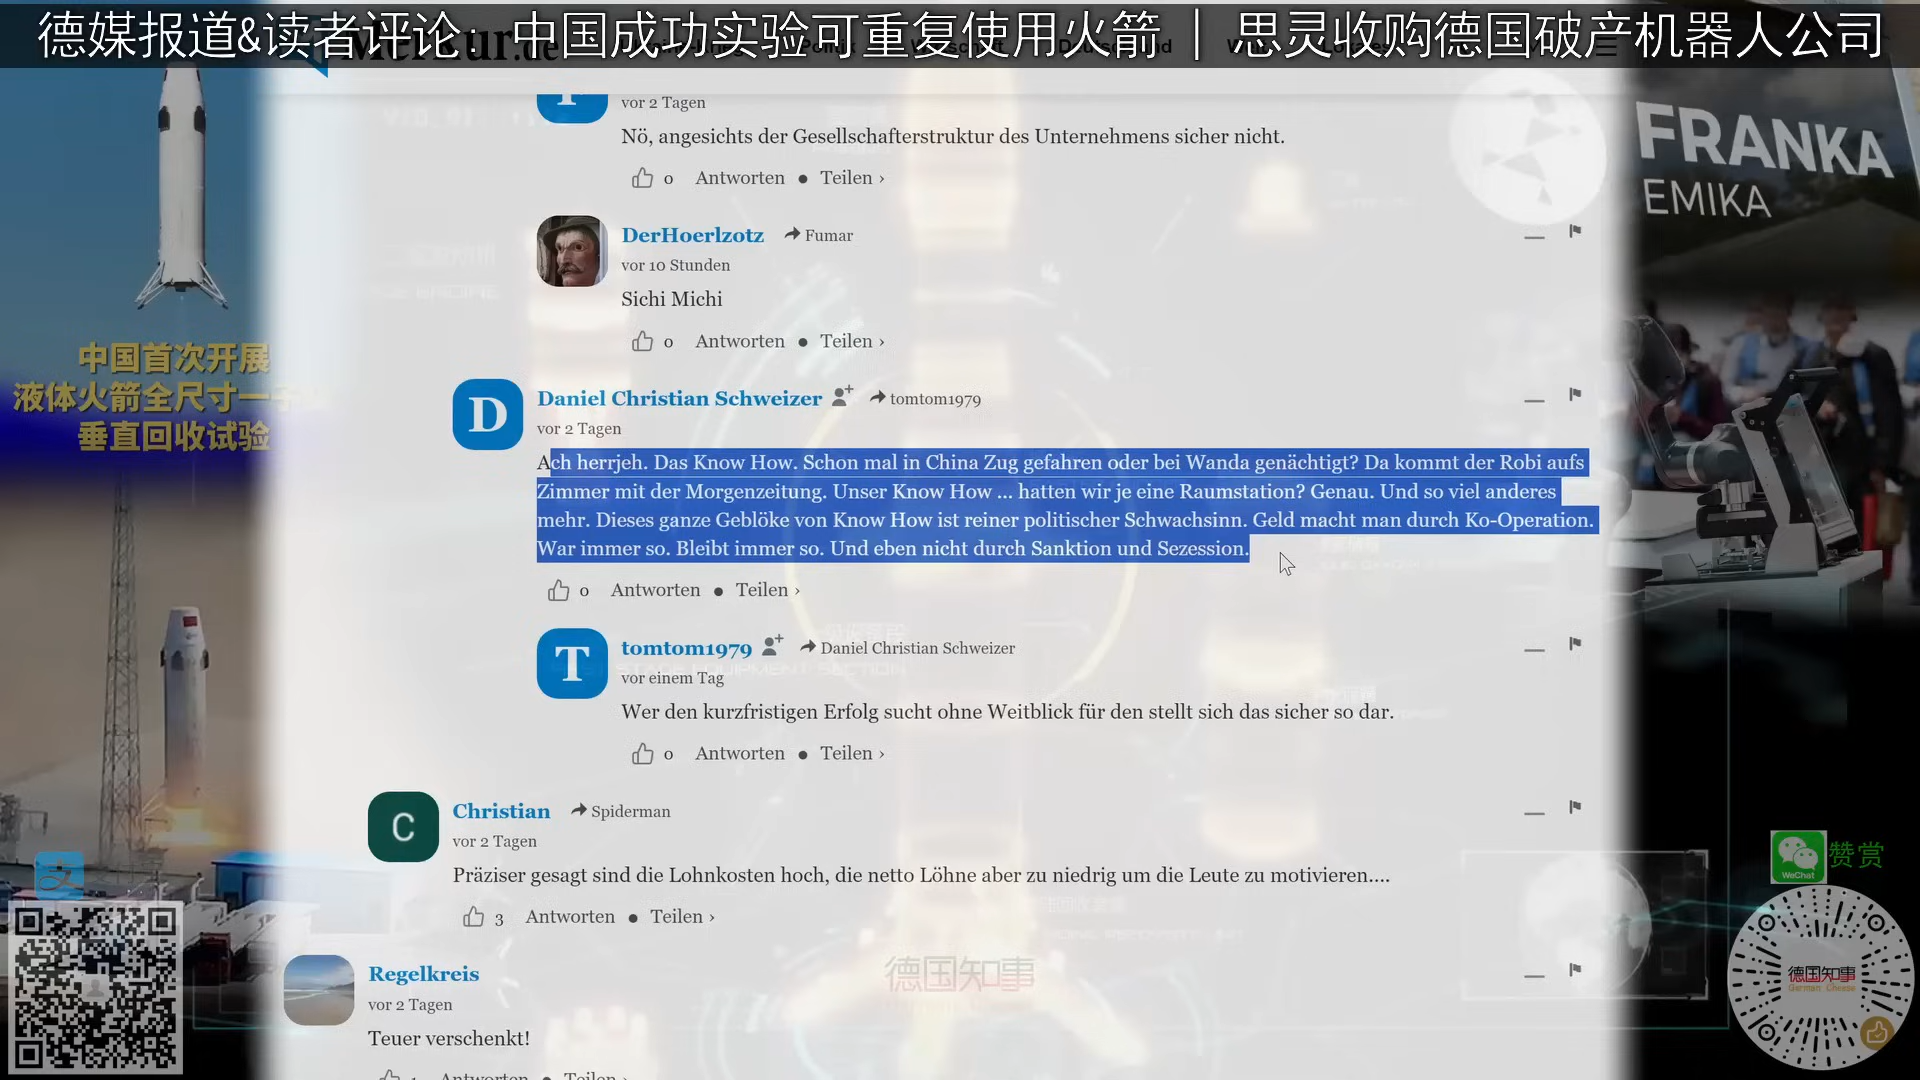 德媒报道&读者评论：中国成功实验可重复使用火箭 | 思灵收购德国破产机器人公司
Merkur.de
vor 2 Tagen
Nö, angesichts der Gesellschafterstruktur des Unternehmens sicher nicht.
0 Antworten ● Teilen ›
FRANKA
EMIKA
DerHoerlzotz Fumar
vor 10 Stunden
Sichi Michi
0 Antworten ● Teilen ›
中国首次开展
液体火箭全尺寸一子
垂直回收试验
D
Daniel Christian Schweizer tomtom1979
vor 2 Tagen
Ach herrjeh. Das Know How. Schon mal in China Zug gefahren oder bei Wanda genächtigt? Da kommt der Robi aufs
Zimmer mit der Morgenzeitung. Unser Know How ... hatten wir je eine Raumstation? Genau. Und so viel anderes
mehr. Dieses ganze Geblöke von Know How ist reiner politischer Schwachsinn. Geld macht man durch Ko-Operation.
War immer so. Bleibt immer so. Und eben nicht durch Sanktion und Sezession.
0 Antworten ● Teilen ›
T
tomtom1979 Daniel Christian Schweizer
vor einem Tag
Wer den kurzfristigen Erfolg sucht ohne Weitblick für den stellt sich das sicher so dar.
0 Antworten ● Teilen ›
C
Christian Spiderman
vor 2 Tagen
Präziser gesagt sind die Lohnkosten hoch, die netto Löhne aber zu niedrig um die Leute zu motivieren....
3 Antworten ● Teilen ›
WeChat
赞赏
支
Regelkreis
vor 2 Tagen
Teuer verschenkt!
1 Antworten ● Teilen ›
德国知事
德国知事
German Cheese